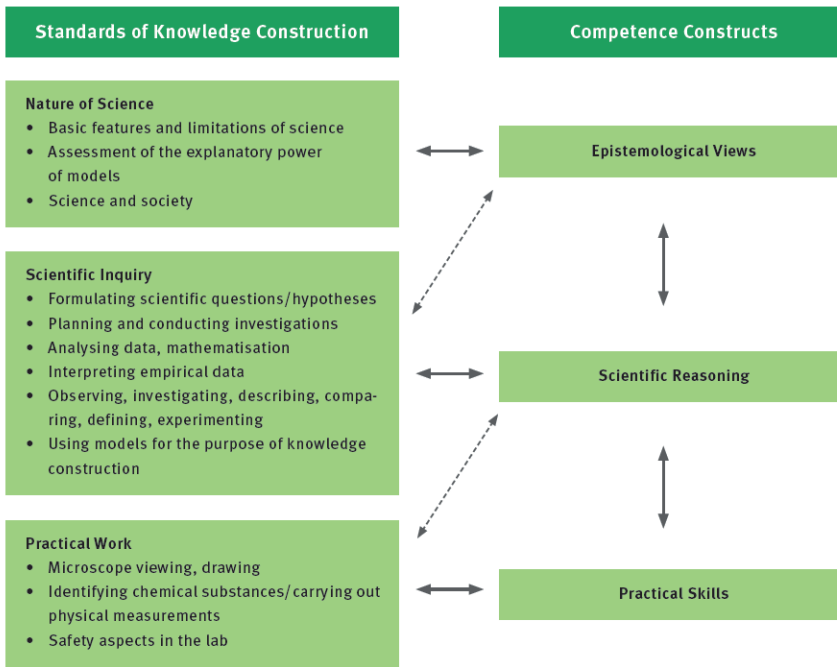 Standards of Knowledge Construction
Competence Constructs
Nature of Science
• Basic features and limitations of science
• Assessment of the explanatory power
of models
• Science and society
Epistemological Views
Scientific Inquiry
• Formulating scientific questions/hypotheses
• Planning and conducting investigations
• Analysing data, mathematisation
• Interpreting empirical data
• Observing, investigating, describing, compa-
ring, defining, experimenting
• Using models for the purpose of knowledge
construction
Scientific Reasoning
Practical Work
• Microscope viewing, drawing
• Identifying chemical substances/carrying out
physical measurements
• Safety aspects in the lab
Practical Skills